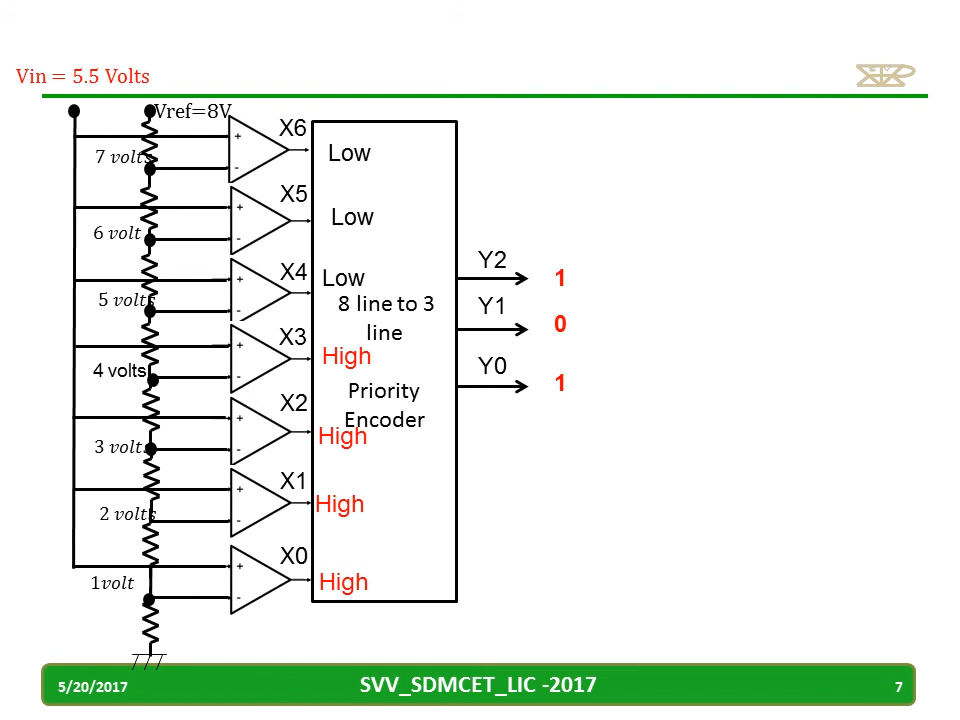 Vin = 5.5 Volts
Vref=8V
X6
Low
7 volts
X5
Low
6 volt
X4
Low
5 volts
8 line to 3
line
Priority
Encoder
X3
High
4 volts
X2
High
3 volts
X1
High
2 volts
X0
High
1volt
+
-
+
-
+
-
+
-
+
-
+
-
+
-
Y2
1
Y1
0
Y0
1
5/20/2017
SVV_SDMCET_LIC -2017
7